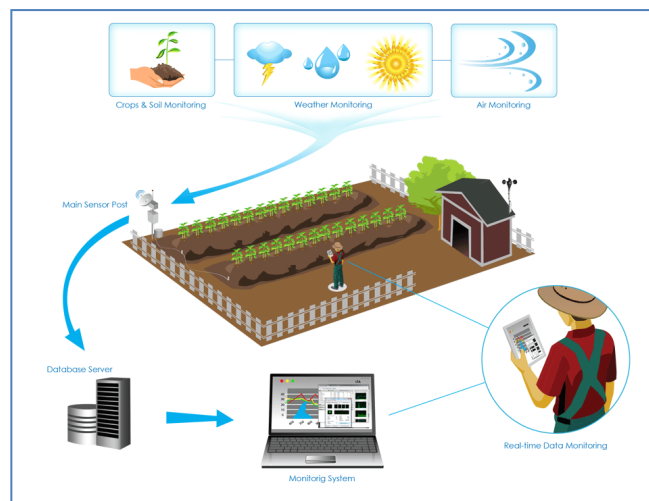 Crops & Soil Monitoring
Weather Monitoring
Air Monitoring
Main Sensor Post
Database Server
Real-time Data Monitoring
Monitorig System